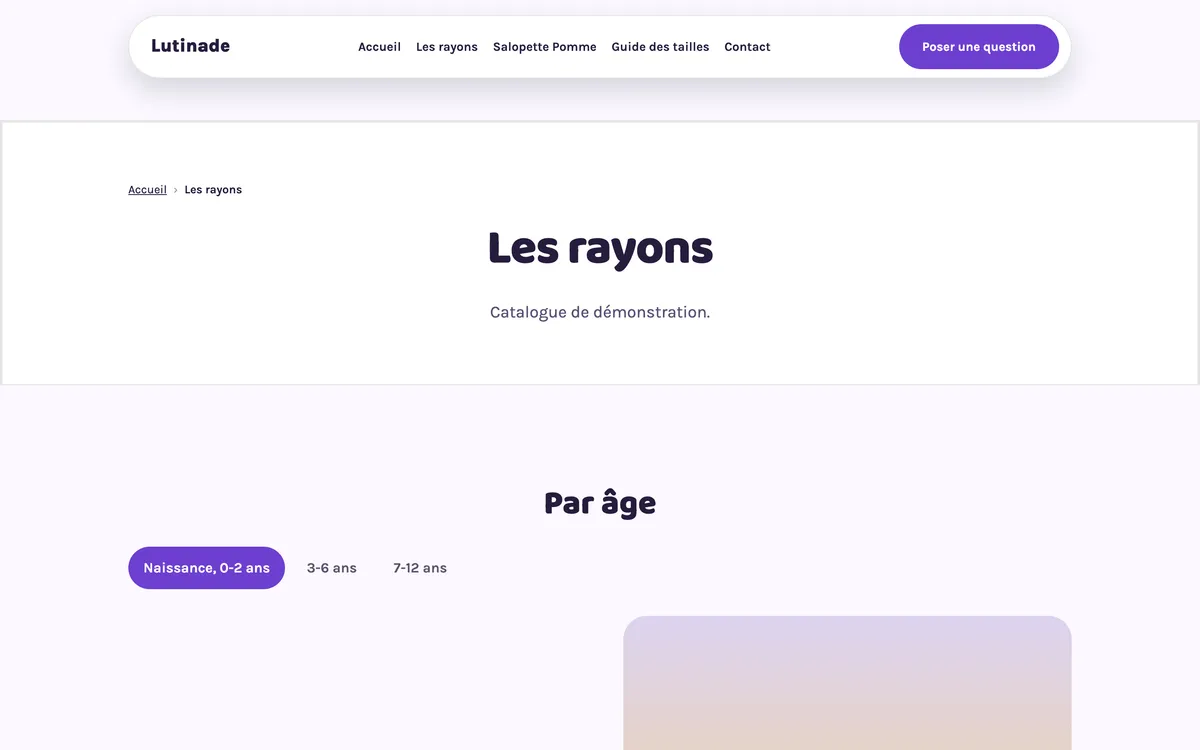 Lutinade
Accueil Les rayons Salopette Pomme Guide des tailles Contact
Poser une question
Accueil › Les rayons
Les rayons
Catalogue de démonstration.
Par âge
Naissance, 0-2 ans 3-6 ans 7-12 ans